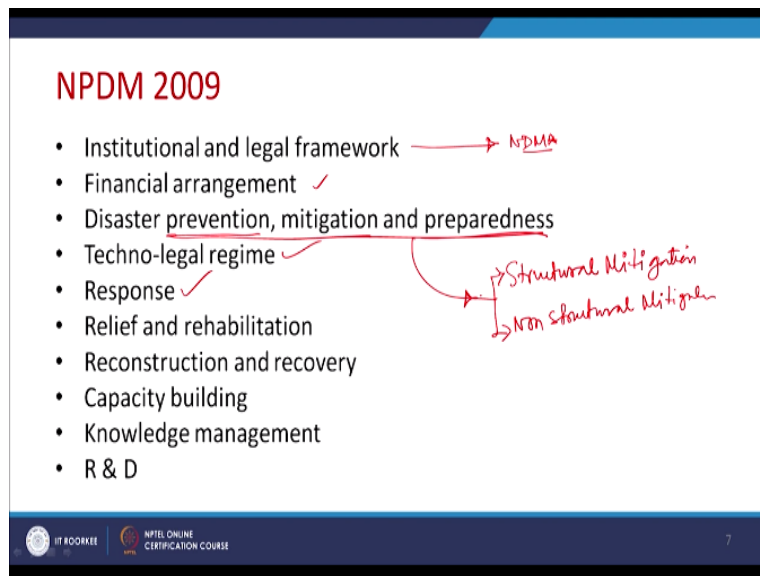 NPDM 2009
• Institutional and legal framework → NDMA
• Financial arrangement ✓
• Disaster prevention, mitigation and preparedness
• Techno-legal regime ✓
→ Structural Mitigation
• Response ✓
→ Non Structural Mitigation
• Relief and rehabilitation
• Reconstruction and recovery
• Capacity building
• Knowledge management
• R & D
IIT ROORKEE
NPTEL ONLINE
CERTIFICATION COURSE
7